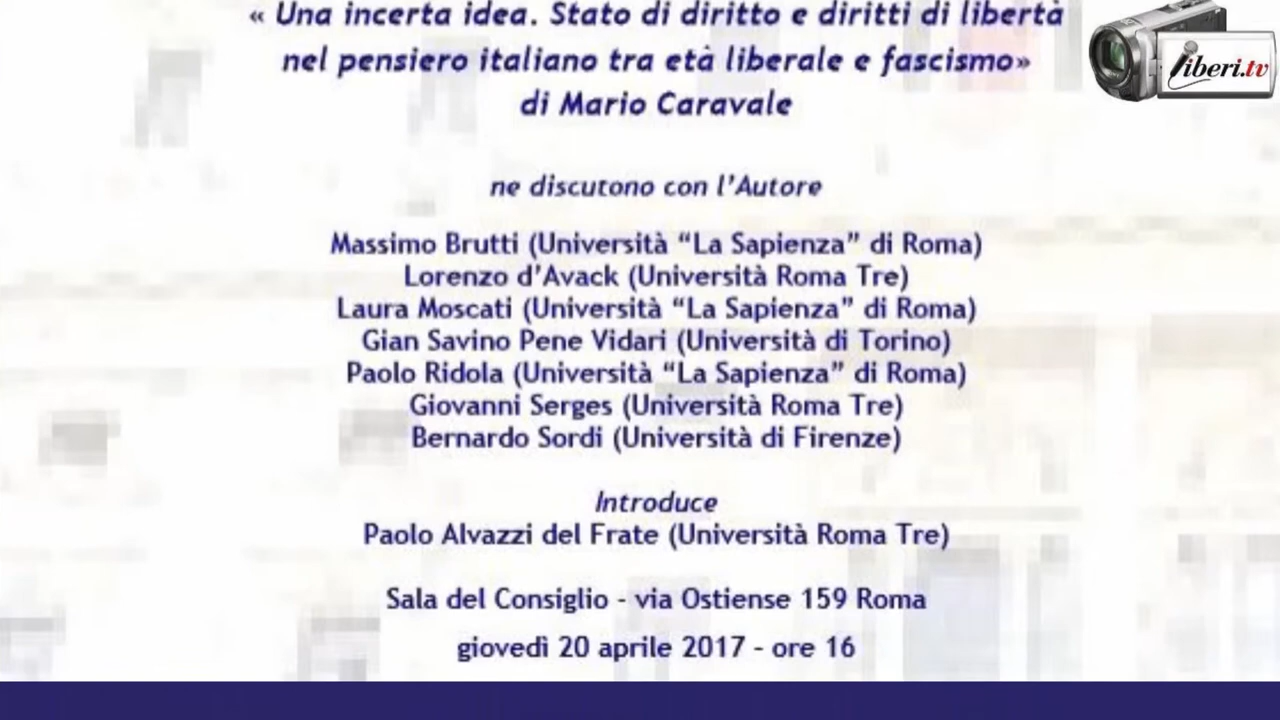 « Una incerta idea. Stato di diritto e diritti di libertà
nel pensiero italiano tra età liberale e fascismo»
di Mario Caravale
liberi.tv
ne discutono con l’Autore
Massimo Brutti (Università “La Sapienza” di Roma)
Lorenzo d’Avack (Università Roma Tre)
Laura Moscati (Università “La Sapienza” di Roma)
Gian Savino Pene Vidari (Università di Torino)
Paolo Ridola (Università “La Sapienza” di Roma)
Giovanni Serges (Università Roma Tre)
Bernardo Sordi (Università di Firenze)
Introduce
Paolo Alvazzi del Frate (Università Roma Tre)
Sala del Consiglio - via Ostiense 159 Roma
giovedì 20 aprile 2017 - ore 16